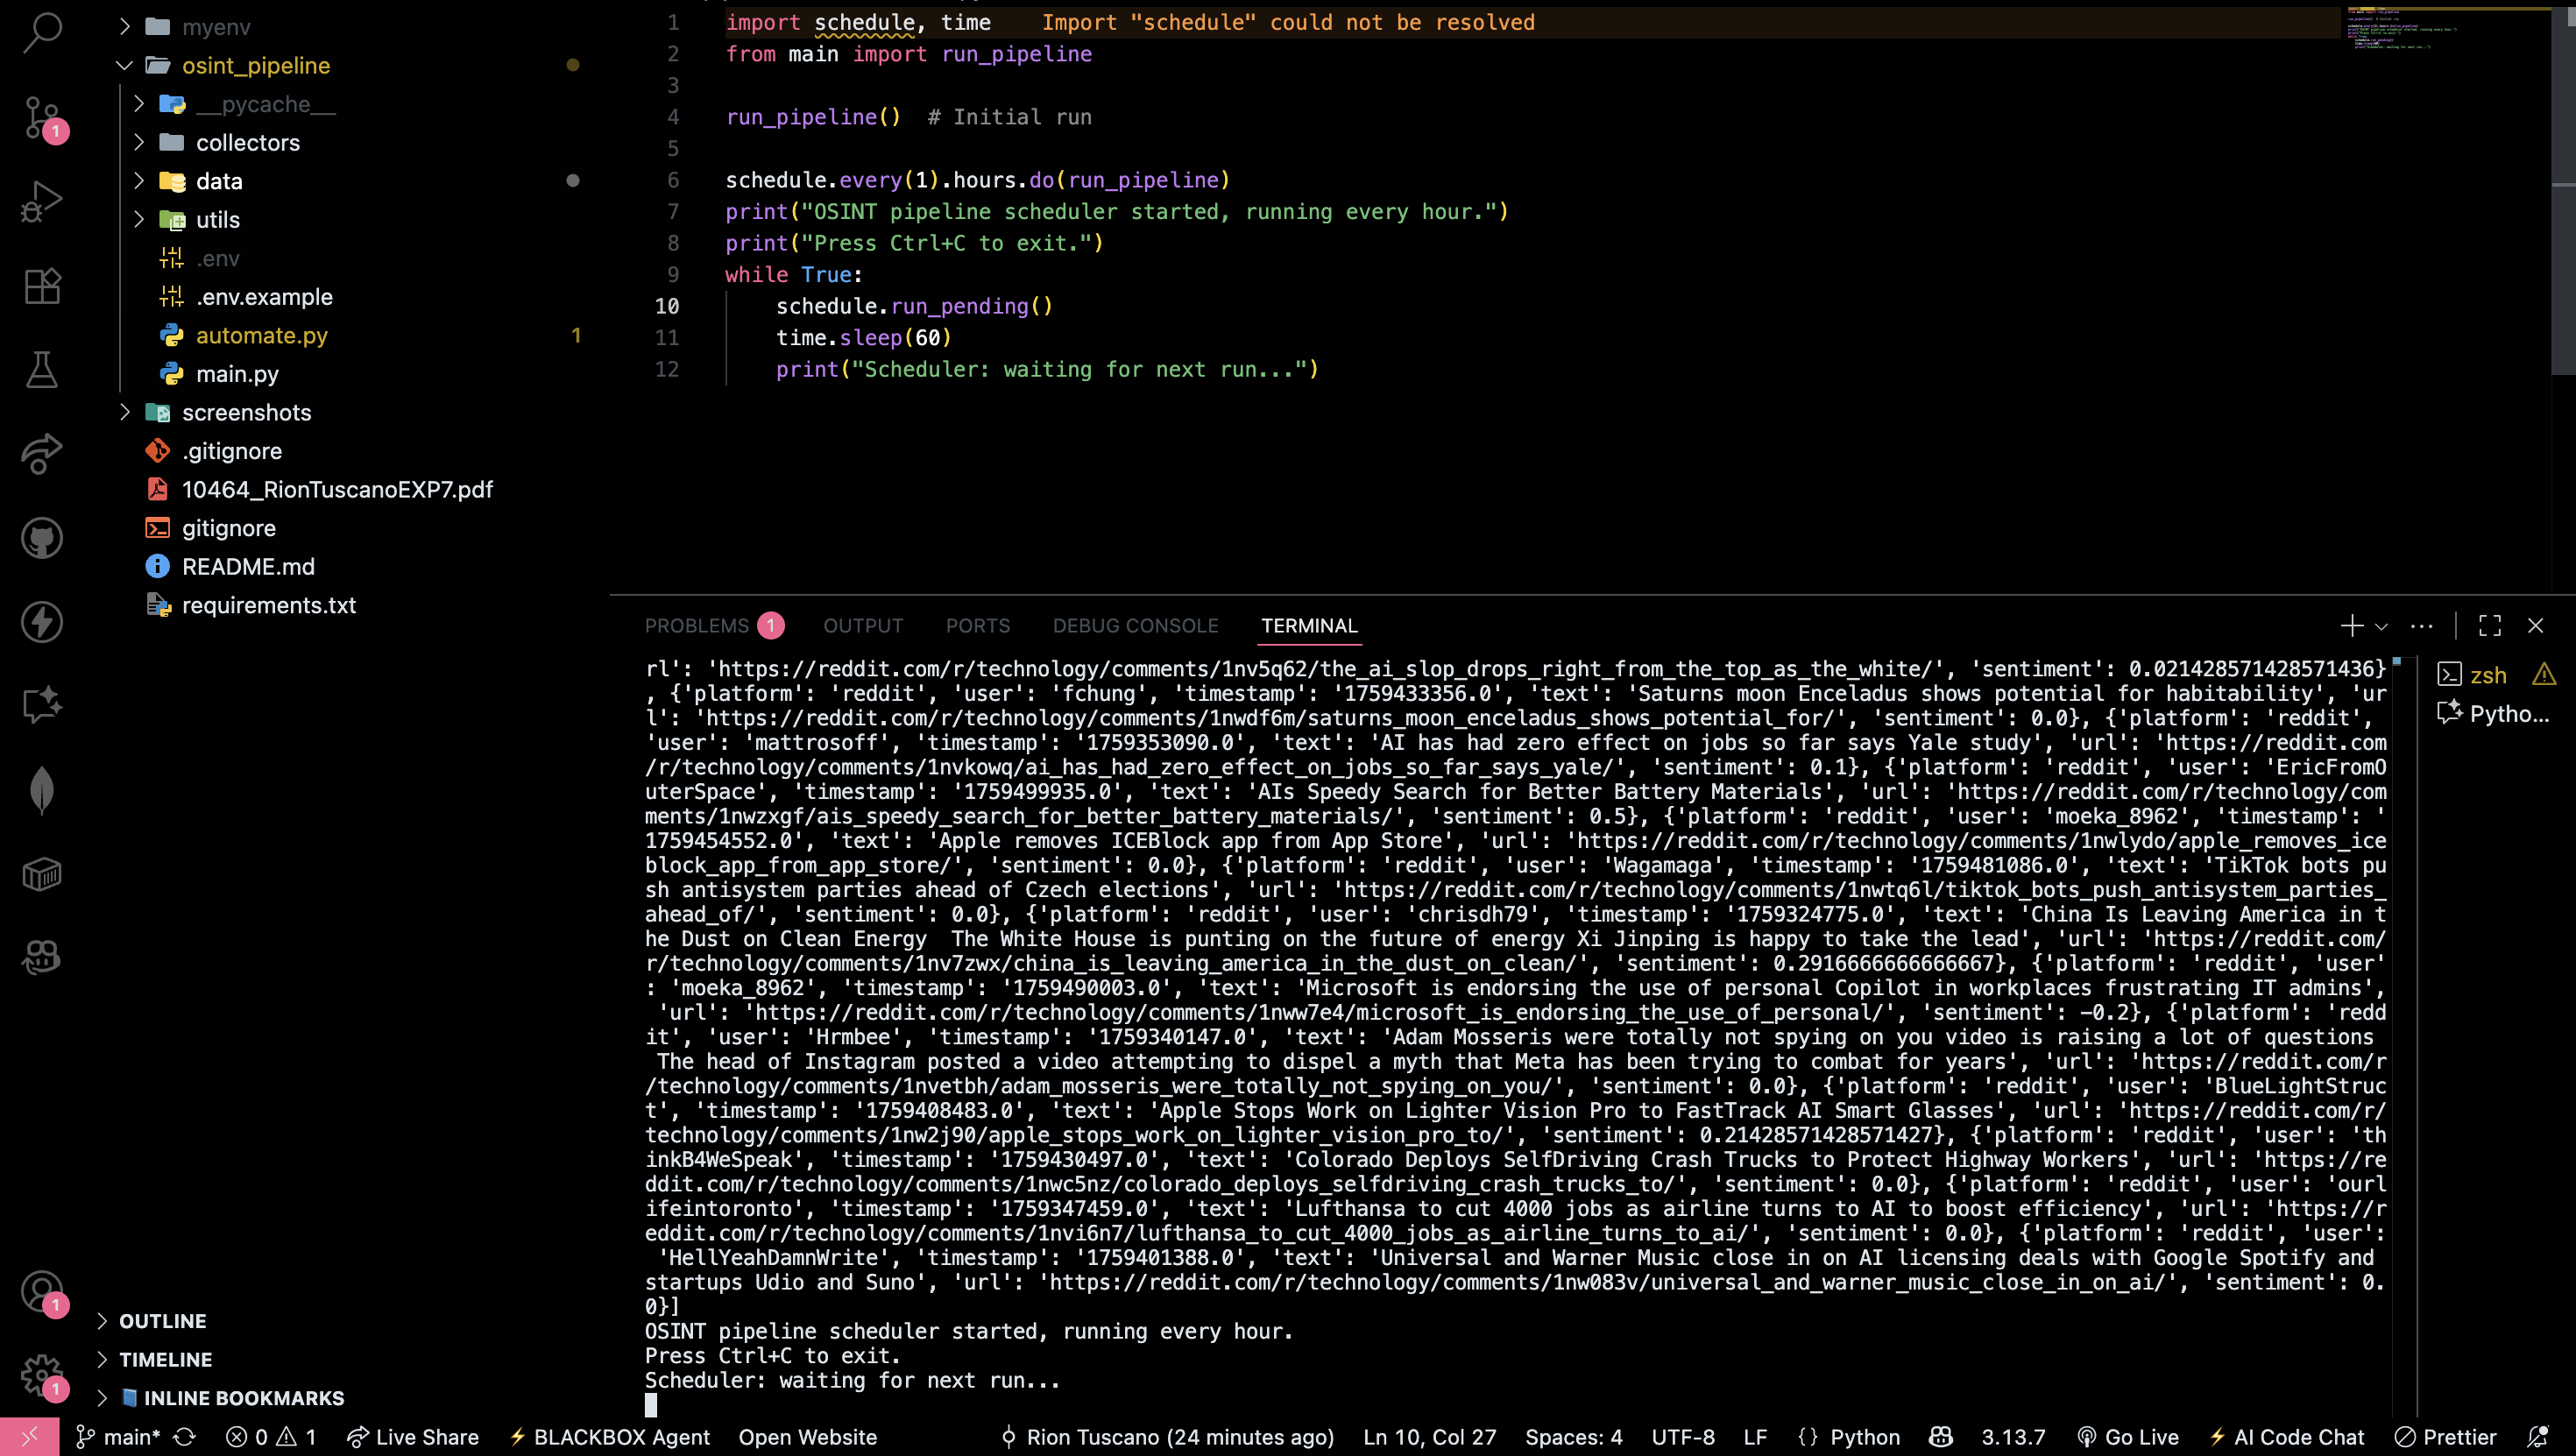 myenv
osint_pipeline
__pycache__
collectors
data
utils
.env
.env.example
automate.py 1
main.py
screenshots
.gitignore
10464_RionTuscanoEXP7.pdf
gitignore
README.md
requirements.txt
OUTLINE
TIMELINE
INLINE BOOKMARKS
1
1
1
1 import schedule, time    Import "schedule" could not be resolved
2 from main import run_pipeline
3
4 run_pipeline()  # Initial run
5
6 schedule.every(1).hours.do(run_pipeline)
7 print("OSINT pipeline scheduler started, running every hour.")
8 print("Press Ctrl+C to exit.")
9 while True:
10     schedule.run_pending()
11     time.sleep(60)
12     print("Scheduler: waiting for next run...")
PROBLEMS 1 OUTPUT PORTS DEBUG CONSOLE TERMINAL
zsh
Pytho...
rl': 'https://reddit.com/r/technology/comments/1nv5q62/the_ai_slop_drops_right_from_the_top_as_the_white/', 'sentiment': 0.021428571428571436}
, {'platform': 'reddit', 'user': 'fchung', 'timestamp': '1759433356.0', 'text': 'Saturns moon Enceladus shows potential for habitability', 'ur
l': 'https://reddit.com/r/technology/comments/1nwdf6m/saturns_moon_enceladus_shows_potential_for/', 'sentiment': 0.0}, {'platform': 'reddit',
'user': 'mattrosoff', 'timestamp': '1759353090.0', 'text': 'AI has had zero effect on jobs so far says Yale study', 'url': 'https://reddit.com
/r/technology/comments/1nvkowq/ai_has_had_zero_effect_on_jobs_so_far_says_yale/', 'sentiment': 0.1}, {'platform': 'reddit', 'user': 'EricFromO
uterSpace', 'timestamp': '1759499935.0', 'text': 'AIs Speedy Search for Better Battery Materials', 'url': 'https://reddit.com/r/technology/com
ments/1nwzxgf/ais_speedy_search_for_better_battery_materials/', 'sentiment': 0.5}, {'platform': 'reddit', 'user': 'moeka_8962', 'timestamp': '
1759454552.0', 'text': 'Apple removes ICEBlock app from App Store', 'url': 'https://reddit.com/r/technology/comments/1nwlydo/apple_removes_ice
block_app_from_app_store/', 'sentiment': 0.0}, {'platform': 'reddit', 'user': 'Wagamaga', 'timestamp': '1759481086.0', 'text': 'TikTok bots pu
sh antisystem parties ahead of Czech elections', 'url': 'https://reddit.com/r/technology/comments/1nwtq6l/tiktok_bots_push_antisystem_parties_
ahead_of/', 'sentiment': 0.0}, {'platform': 'reddit', 'user': 'chrisdh79', 'timestamp': '1759324775.0', 'text': 'China Is Leaving America in t
he Dust on Clean Energy  The White House is punting on the future of energy Xi Jinping is happy to take the lead', 'url': 'https://reddit.com/
r/technology/comments/1nv7zwx/china_is_leaving_america_in_the_dust_on_clean/', 'sentiment': 0.2916666666666667}, {'platform': 'reddit', 'user'
: 'moeka_8962', 'timestamp': '1759490003.0', 'text': 'Microsoft is endorsing the use of personal Copilot in workplaces frustrating IT admins',
 'url': 'https://reddit.com/r/technology/comments/1nww7e4/microsoft_is_endorsing_the_use_of_personal/', 'sentiment': -0.2}, {'platform': 'redd
it', 'user': 'Hrmbee', 'timestamp': '1759340147.0', 'text': 'Adam Mosseris were totally not spying on you video is raising a lot of questions
 The head of Instagram posted a video attempting to dispel a myth that Meta has been trying to combat for years', 'url': 'https://reddit.com/r
/technology/comments/1nvetbh/adam_mosseris_were_totally_not_spying_on_you/', 'sentiment': 0.0}, {'platform': 'reddit', 'user': 'BlueLightStruc
t', 'timestamp': '1759408483.0', 'text': 'Apple Stops Work on Lighter Vision Pro to FastTrack AI Smart Glasses', 'url': 'https://reddit.com/r/
technology/comments/1nw2j90/apple_stops_work_on_lighter_vision_pro_to/', 'sentiment': 0.21428571428571427}, {'platform': 'reddit', 'user': 'th
inkB4WeSpeak', 'timestamp': '1759430497.0', 'text': 'Colorado Deploys SelfDriving Crash Trucks to Protect Highway Workers', 'url': 'https://re
ddit.com/r/technology/comments/1nwc5nz/colorado_deploys_selfdriving_crash_trucks_to/', 'sentiment': 0.0}, {'platform': 'reddit', 'user': 'ourl
ifeintoronto', 'timestamp': '1759347459.0', 'text': 'Lufthansa to cut 4000 jobs as airline turns to AI to boost efficiency', 'url': 'https://r
eddit.com/r/technology/comments/1nvi6n7/lufthansa_to_cut_4000_jobs_as_airline_turns_to_ai/', 'sentiment': 0.0}, {'platform': 'reddit', 'user':
 'HellYeahDamnWrite', 'timestamp': '1759401388.0', 'text': 'Universal and Warner Music close in on AI licensing deals with Google Spotify and
startups Udio and Suno', 'url': 'https://reddit.com/r/technology/comments/1nw083v/universal_and_warner_music_close_in_on_ai/', 'sentiment': 0.
0}]
OSINT pipeline scheduler started, running every hour.
Press Ctrl+C to exit.
Scheduler: waiting for next run...
main* 0 1 Live Share BLACKBOX Agent Open Website Rion Tuscano (24 minutes ago) Ln 10, Col 27 Spaces: 4 UTF-8 LF {} Python 3.13.7 Go Live AI Code Chat Prettier